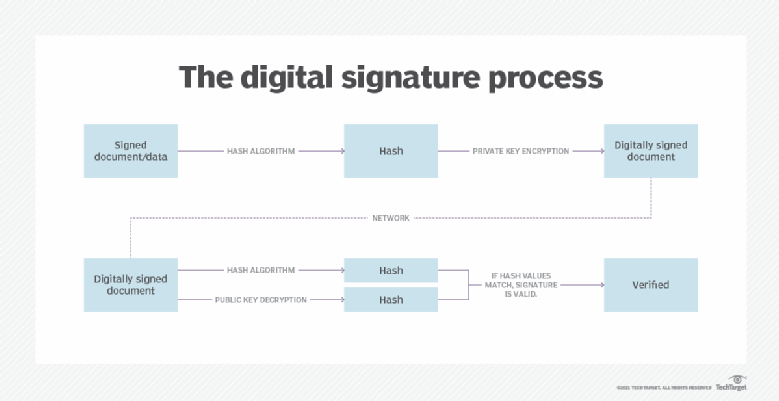 The digital signature process
Signed
document/data
HASH ALGORITHM
Hash
PRIVATE KEY ENCRYPTION
Digitally signed
document
NETWORK
Digitally signed
document
HASH ALGORITHM
Hash
PUBLIC KEY DECRYPTION
Hash
IF HASH VALUES
MATCH, SIGNATURE
IS VALID.
Verified
TECHTARGET. ALL RIGHTS RESERVED
TechTarget